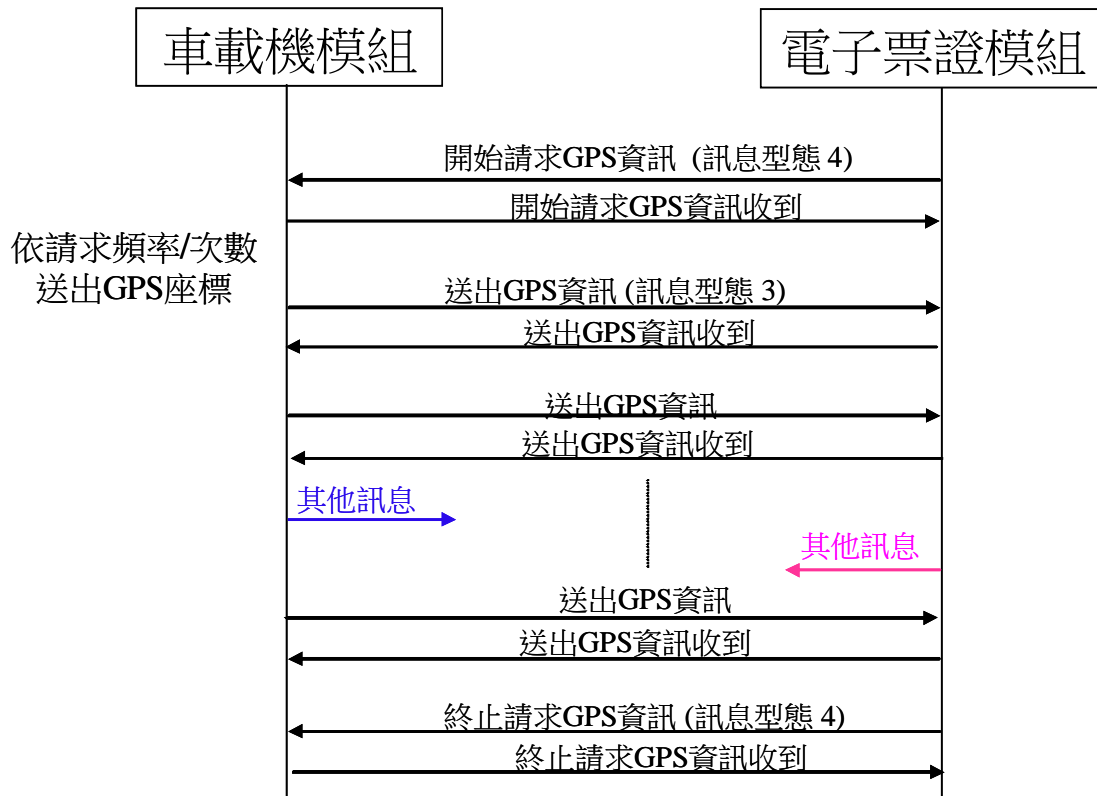 車載機模組
電子票證模組
開始請求GPS資訊 (訊息型態 4)
開始請求GPS資訊收到
依請求頻率/次數
送出GPS座標
送出GPS資訊 (訊息型態 3)
送出GPS資訊收到
送出GPS資訊
送出GPS資訊收到
其他訊息
其他訊息
送出GPS資訊
送出GPS資訊收到
終止請求GPS資訊 (訊息型態 4)
終止請求GPS資訊收到